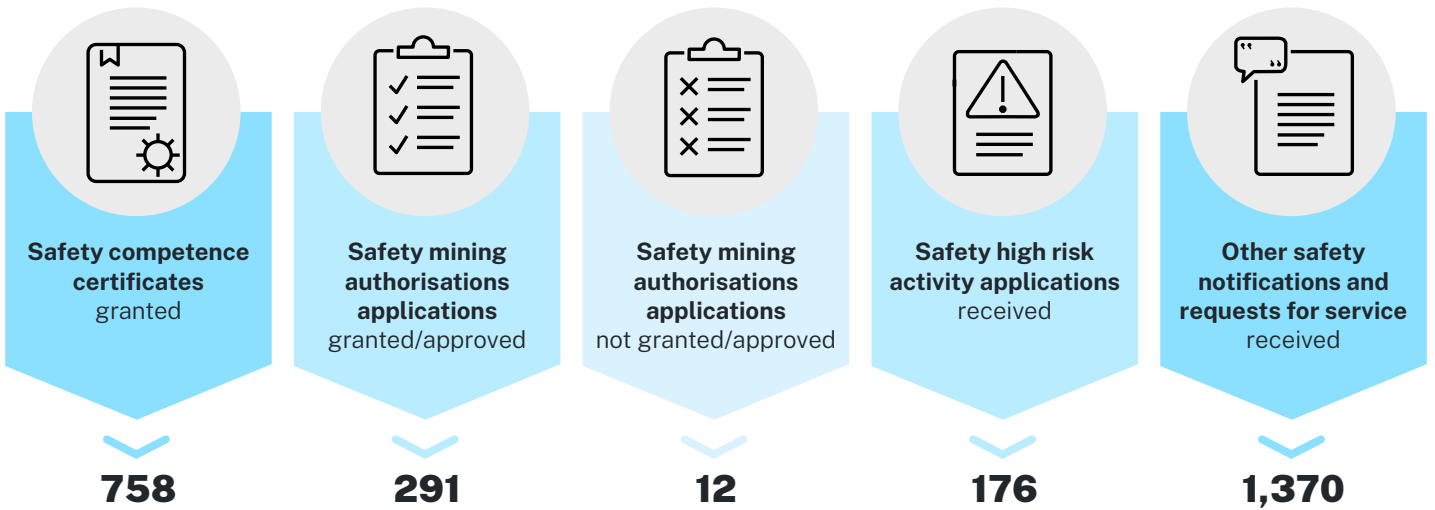 Safety competence
certificates
granted
758
Safety mining
authorisations
applications
granted/approved
291
Safety mining
authorisations
applications
not granted/approved
12
Safety high risk
activity applications
received
176
Other safety
notifications and
requests for service
received
1,370